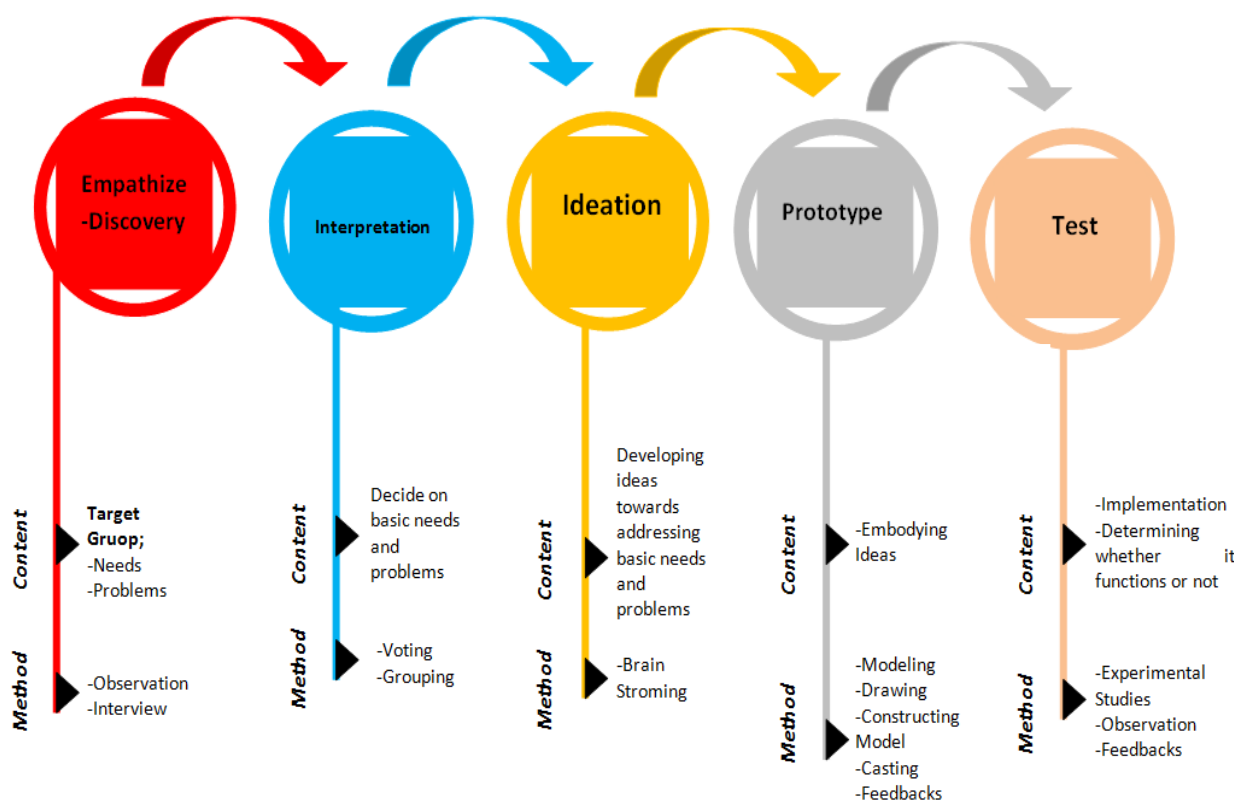 Empathize
-Discovery
Interpretation
Ideation
Prototype
Test
Content
Target
Gruop;
-Needs
-Problems
Method
-Observation
-Interview
Content
Decide on
basic needs
and
problems
Method
-Voting
-Grouping
Content
Developing
ideas
towards
addressing
basic needs
and
problems
Method
-Brain
Stroming
Content
-Embodying
Ideas
Method
-Modeling
-Drawing
-Constructing
Model
-Casting
-Feedbacks
Content
-Implementation
-Determining
whether it
functions or not
Method
-Experimental
Studies
-Observation
-Feedbacks